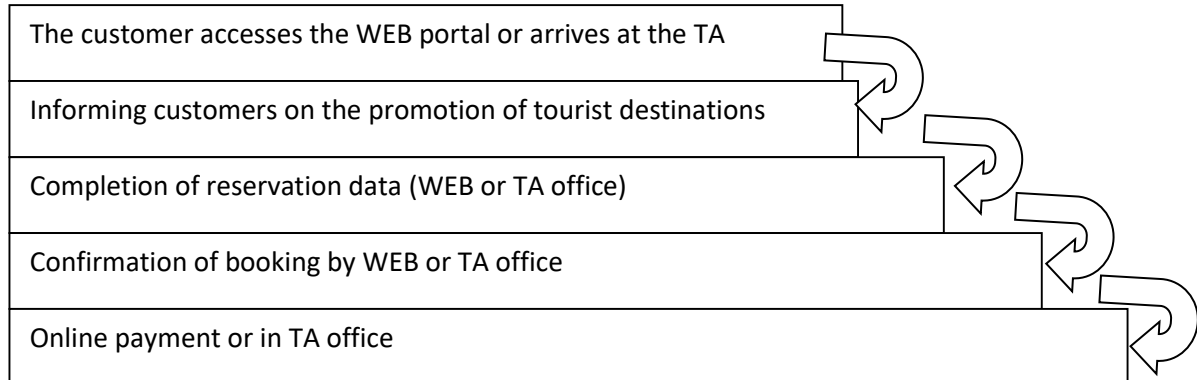 The customer accesses the WEB portal or arrives at the TA
Informing customers on the promotion of tourist destinations
Completion of reservation data (WEB or TA office)
Confirmation of booking by WEB or TA office
Online payment or in TA office